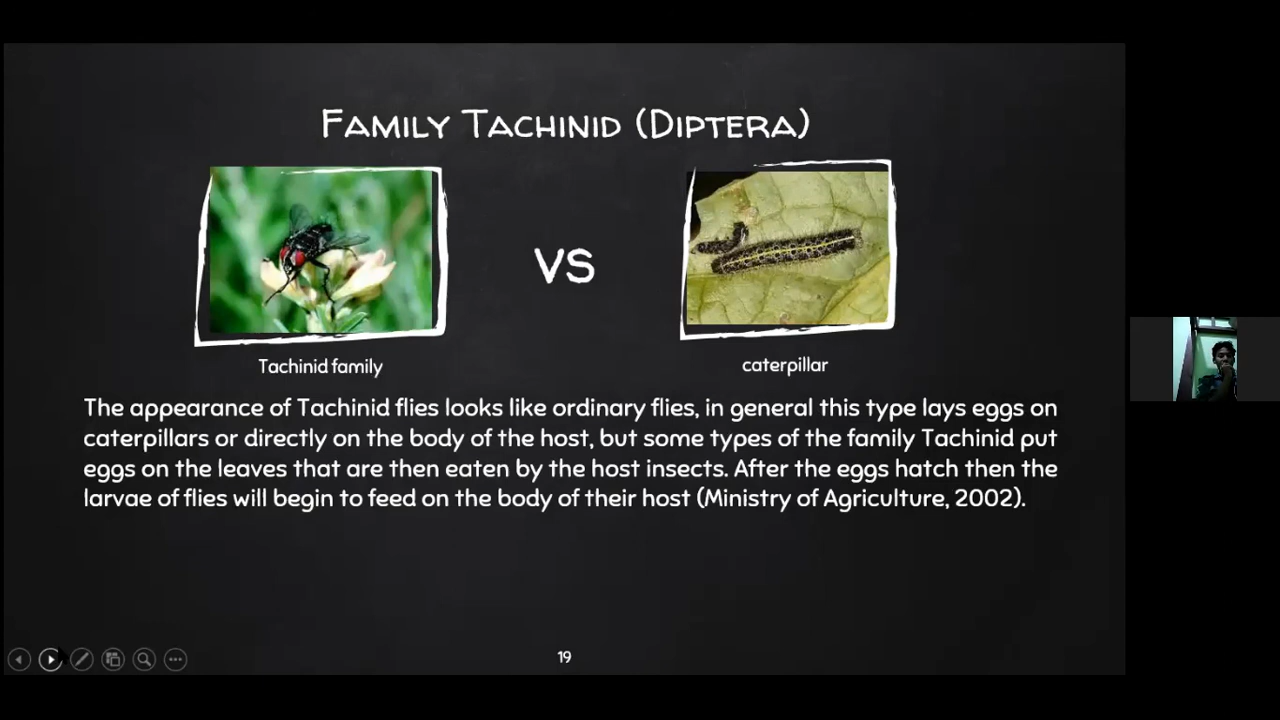 Family Tachinid (Diptera)
VS
Tachinid family
caterpillar
The appearance of Tachinid flies looks like ordinary flies, in general this type lays eggs on
caterpillars or directly on the body of the host, but some types of the family Tachinid put
eggs on the leaves that are then eaten by the host insects. After the eggs hatch then the
larvae of flies will begin to feed on the body of their host (Ministry of Agriculture, 2002).
19